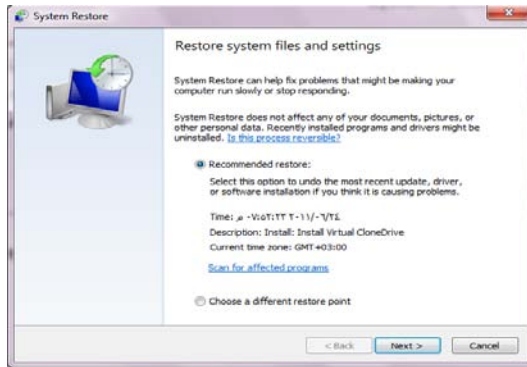 System Restore
Restore system files and settings
System Restore can help fix problems that might be making your
computer run slowly or stop responding.
System Restore does not affect any of your documents, pictures, or
other personal data. Recently installed programs and drivers might be
uninstalled. Is this process reversible?
Recommended restore:
Select this option to undo the most recent update, driver,
or software installation if you think it is causing problems.
Time: م ٢٠١١/٠٦/٢٤
Description: Install: Install Virtual CloneDrive
Current time zone: GMT+03:00
Scan for affected programs
Choose a different restore point
< Back Next > Cancel